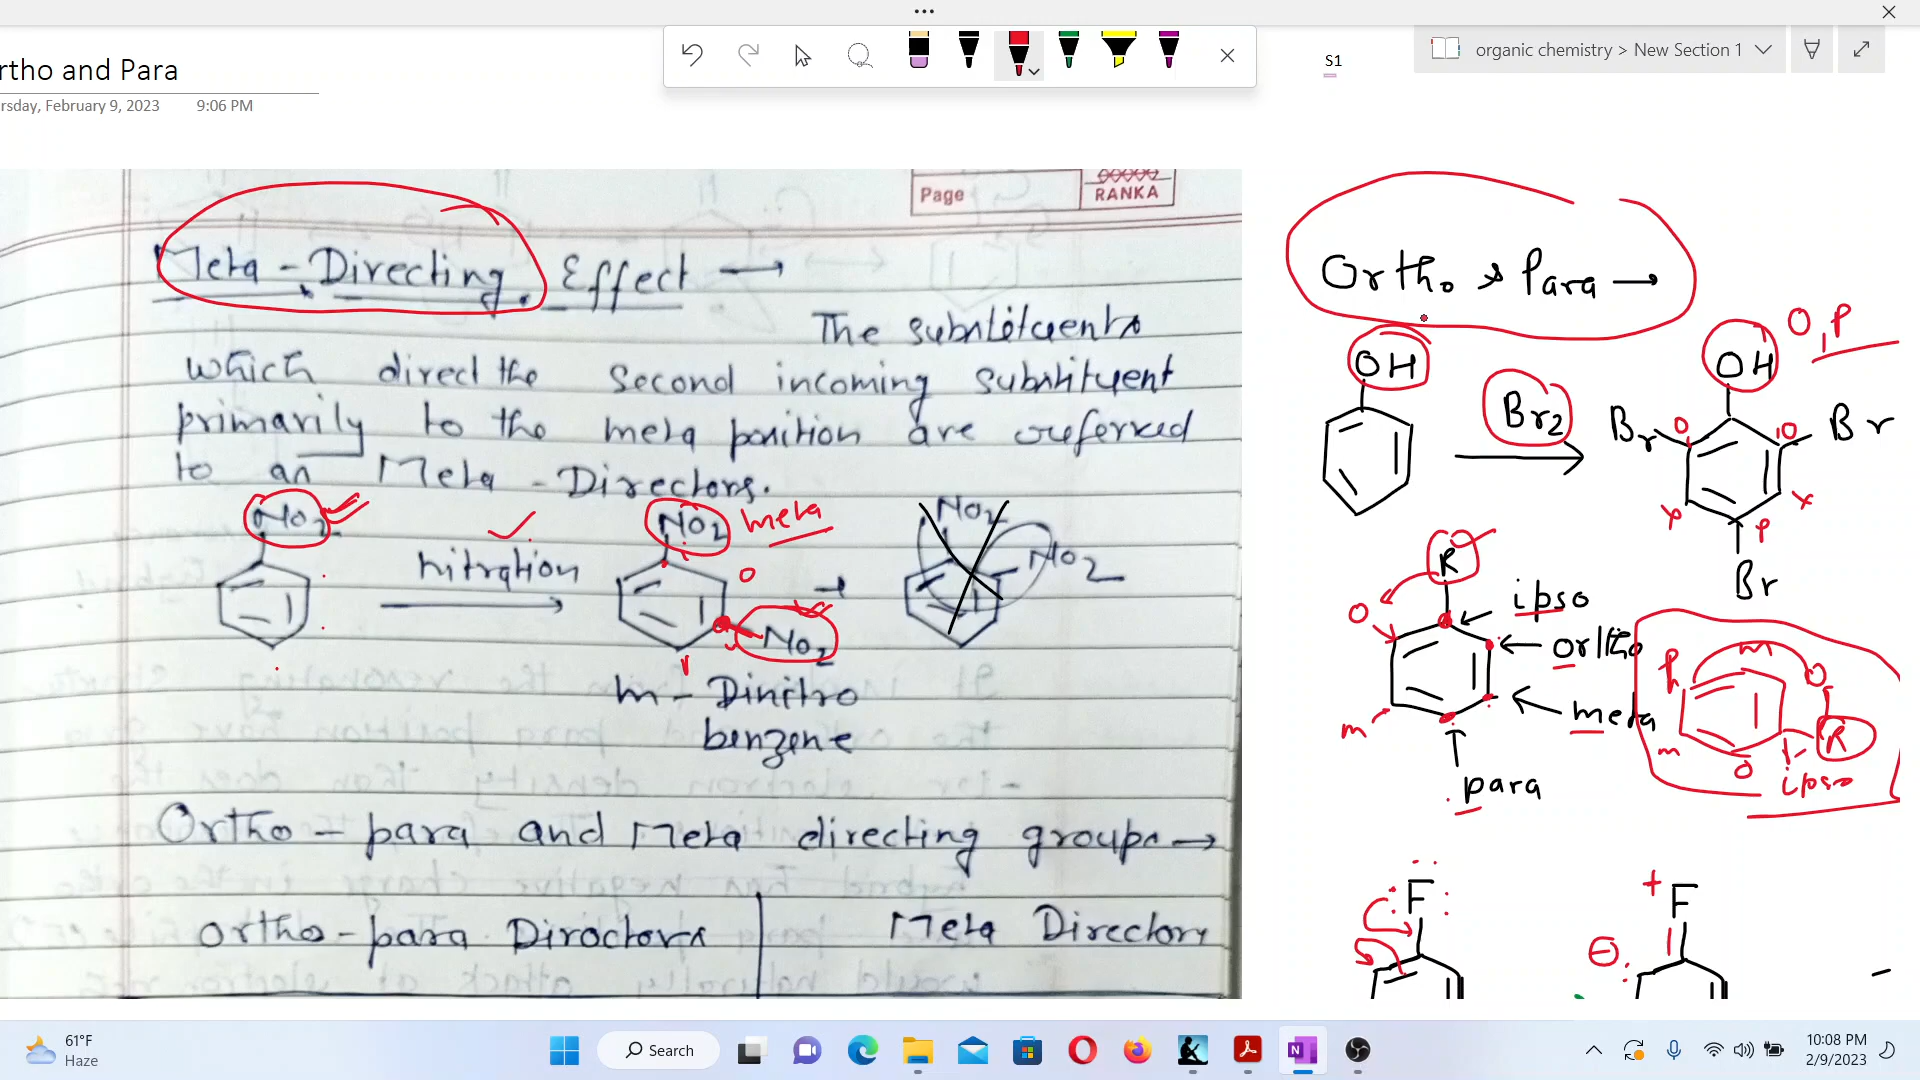 rtho and Para
rsday, February 9, 2023 9:06 PM
S1
organic chemistry > New Section 1
Page
RANKA
Meta - Directing Effect →
The substituents
which direct the second incoming substituent
primarily to the meta position are referred
to an Meta - Directors.
NO2
nitration
NO2
meta
o
NO2
NO2
NO2
m - Dinitro
benzene
Ortho - para and Meta directing groups →
Ortho - para Diroctors
Meta Directory
Ortho & Para →
OH
Br2
OH
O,P
Br
o
o
Br
P
Br
R
ipso
o
ortho
meta
m
para
P
m
O
R
m
o
ipso
F
+
F
61°F
Haze
Search
10:08 PM
2/9/2023